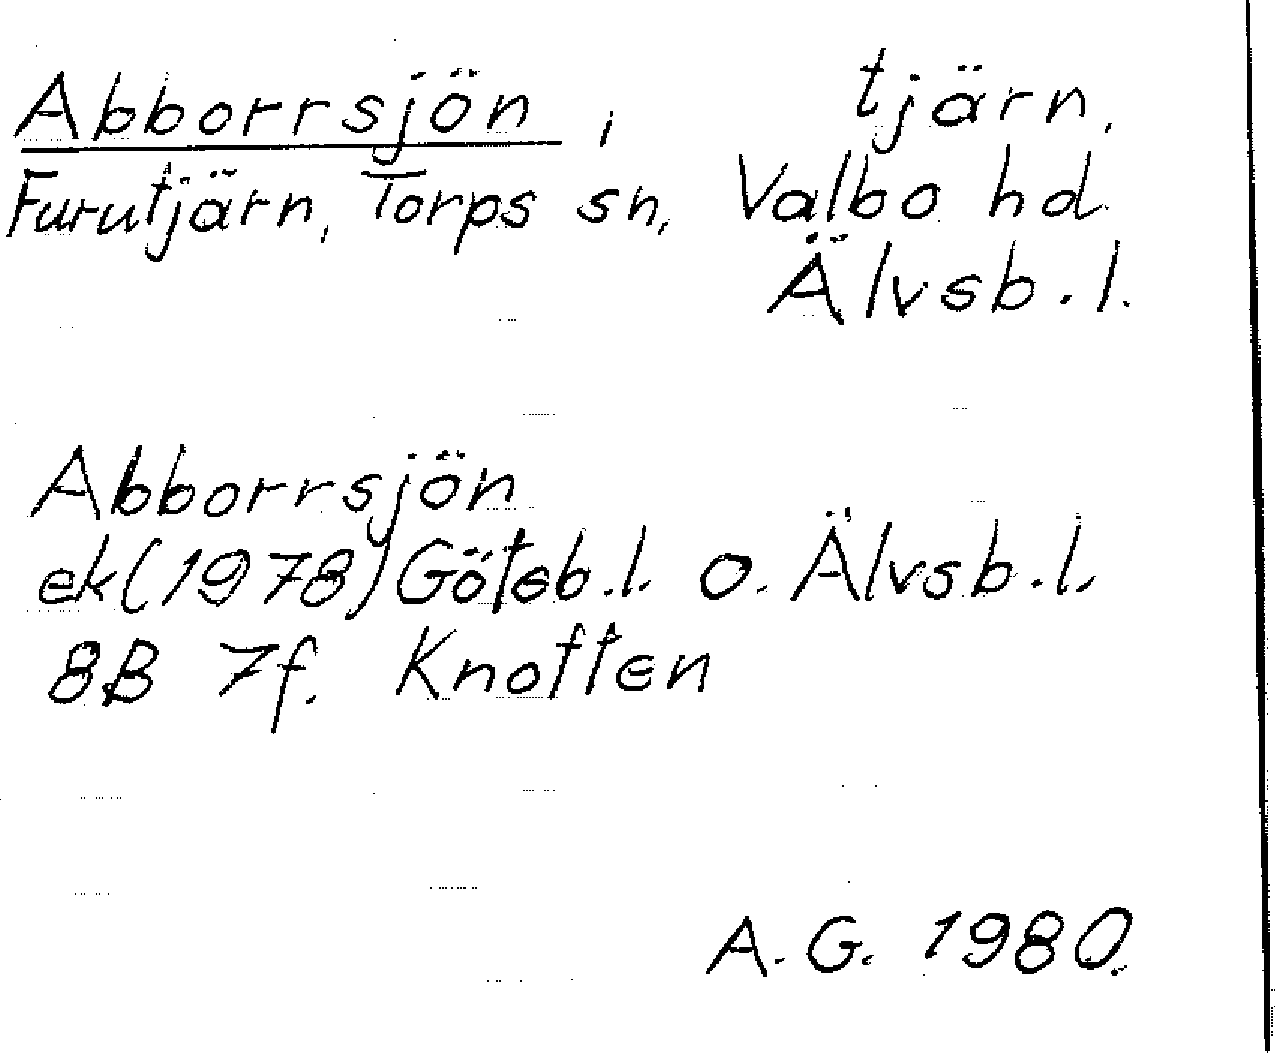 Abborrsjön, tjärn,
Furutjärn, Torps sn, Valbo hd.
Älvsb.l.
Abborrsjön
ek(1978) Göteb.l. o. Älvsb.l.
8B 7f. Knotten
A.G. 1980.